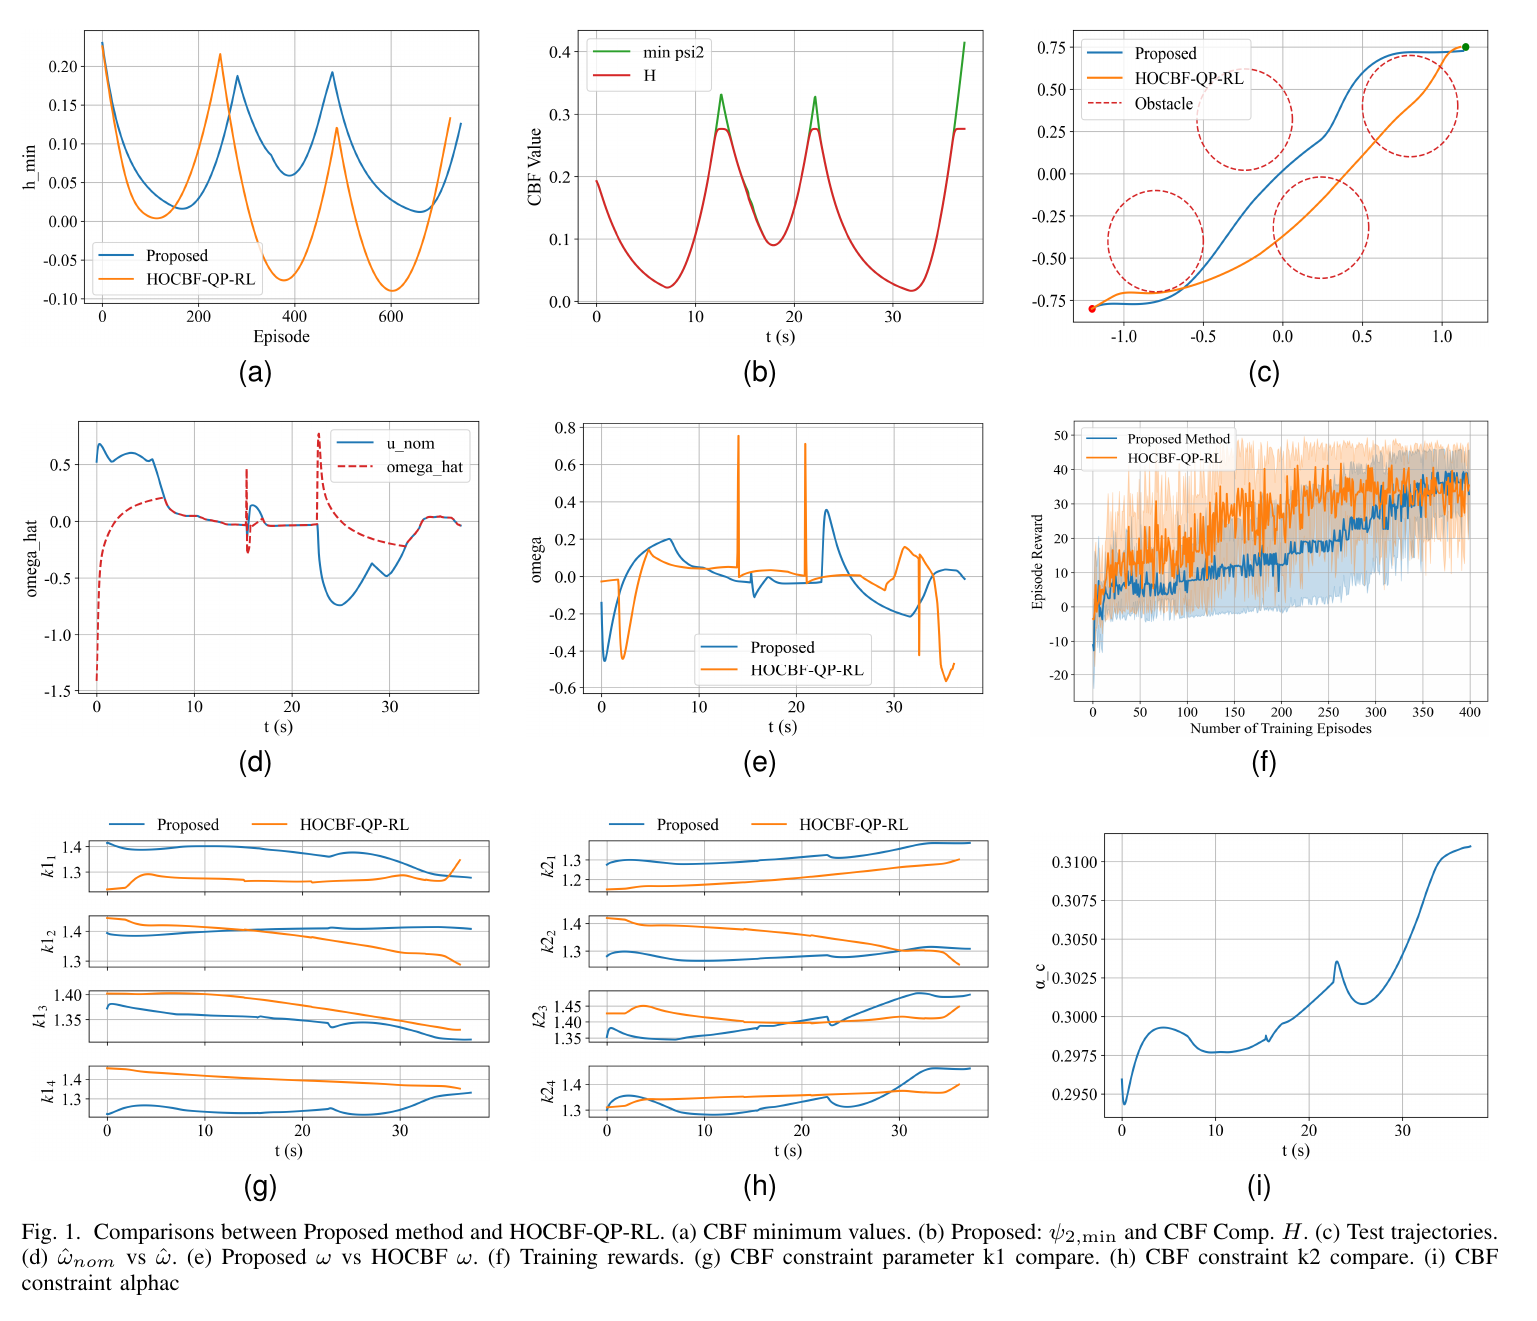 0.20
0.15
0.10
0.05
0.00
-0.05
-0.10
h_min
Proposed
HOCBF-QP-RL
0 200 400 600
Episode
(a)
0.4
0.3
0.2
0.1
0.0
CBF Value
min psi2
H
0 10 20 30
t (s)
(b)
0.75
0.50
0.25
0.00
-0.25
-0.50
-0.75
Proposed
HOCBF-QP-RL
Obstacle
-1.0 -0.5 0.0 0.5 1.0
(c)
0.5
0.0
-0.5
-1.0
-1.5
omega_hat
u_nom
omega_hat
0 10 20 30
t (s)
(d)
0.8
0.6
0.4
0.2
0.0
-0.2
-0.4
-0.6
omega
Proposed
HOCBF-QP-RL
0 10 20 30
t (s)
(e)
50
40
30
20
10
0
-10
-20
Episode Reward
Proposed Method
HOCBF-QP-RL
0 50 100 150 200 250 300 350 400
Number of Training Episodes
(f)
Proposed HOCBF-QP-RL
k1₁
1.4
1.3
k1₂
1.4
1.3
k1₃
1.40
1.35
k1₄
1.4
1.3
0 10 20 30
t (s)
(g)
Proposed HOCBF-QP-RL
k2₁
1.3
1.2
k2₂
1.4
1.3
k2₃
1.45
1.40
1.35
k2₄
1.4
1.3
0 10 20 30
t (s)
(h)
0.3100
0.3075
0.3050
0.3025
0.3000
0.2975
0.2950
α_c
0 10 20 30
t (s)
(i)
Fig. 1. Comparisons between Proposed method and HOCBF-QP-RL. (a) CBF minimum values. (b) Proposed: ψ₂,min and CBF Comp. H. (c) Test trajectories.
(d) ω̂nom vs ω̂. (e) Proposed ω vs HOCBF ω. (f) Training rewards. (g) CBF constraint parameter k1 compare. (h) CBF constraint k2 compare. (i) CBF
constraint alphac